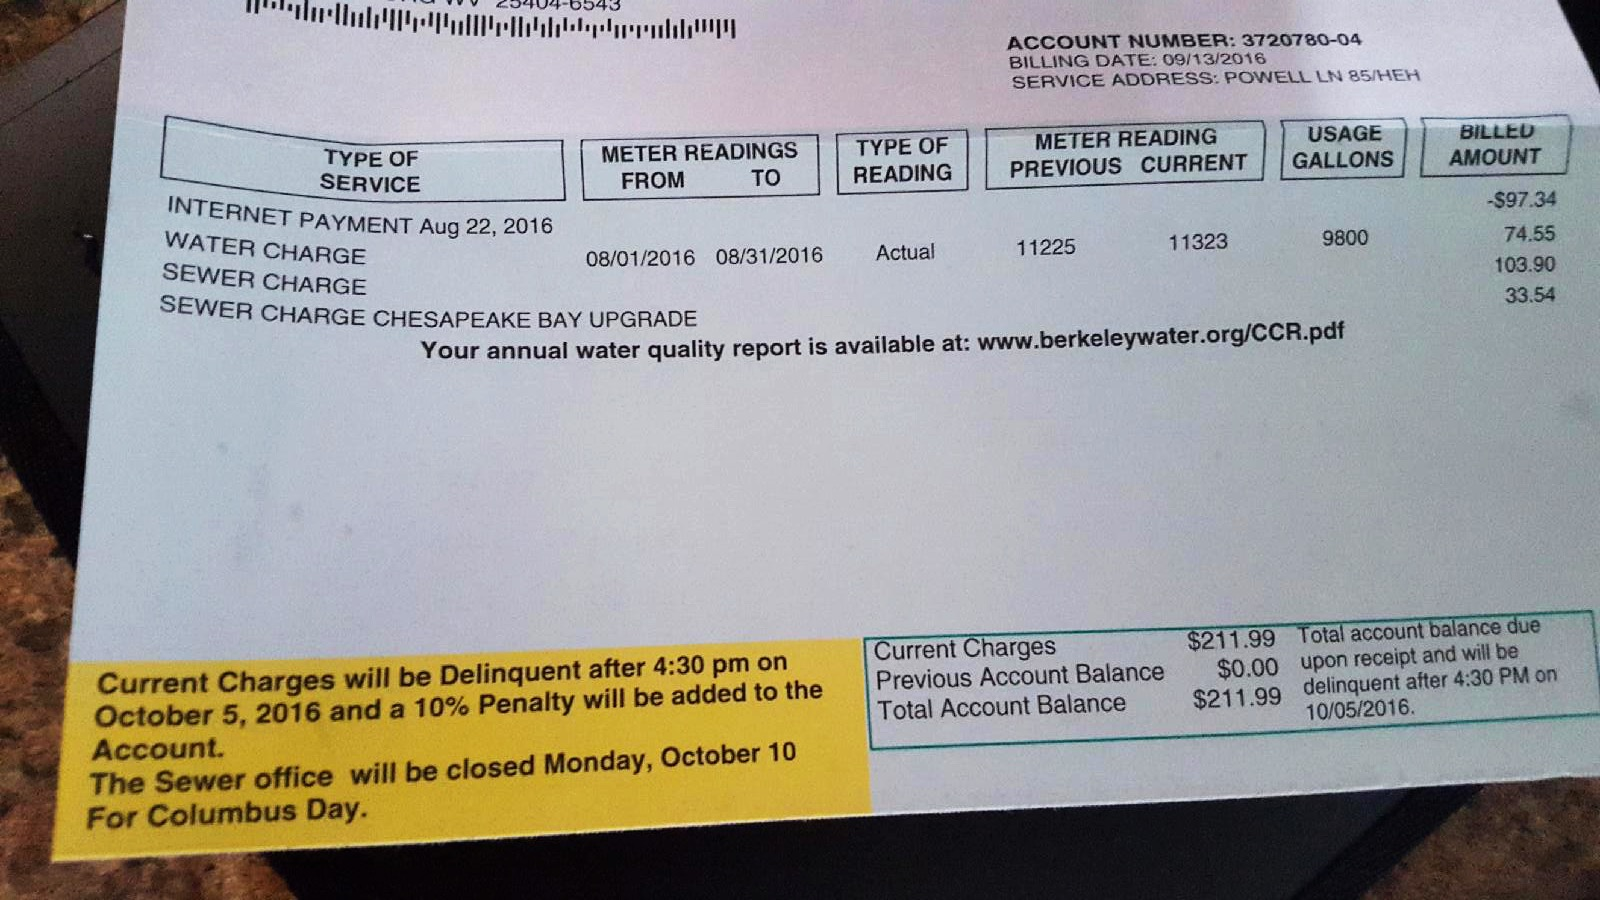 WV 25404-6543
ACCOUNT NUMBER: 3720780-04
BILLING DATE: 09/13/2016
SERVICE ADDRESS: POWELL LN 85/HEH
TYPE OF SERVICE METER READINGS FROM TO TYPE OF READING METER READING PREVIOUS CURRENT USAGE GALLONS BILLED AMOUNT
INTERNET PAYMENT Aug 22, 2016 -$97.34
WATER CHARGE 08/01/2016 08/31/2016 Actual 11225 11323 9800 74.55
SEWER CHARGE 103.90
SEWER CHARGE CHESAPEAKE BAY UPGRADE 33.54
Your annual water quality report is available at: www.berkeleywater.org/CCR.pdf
Current Charges will be Delinquent after 4:30 pm on
October 5, 2016 and a 10% Penalty will be added to the
Account.
The Sewer office will be closed Monday, October 10
For Columbus Day.
Current Charges $211.99
Previous Account Balance $0.00
Total Account Balance $211.99
Total account balance due
upon receipt and will be
delinquent after 4:30 PM on
10/05/2016.